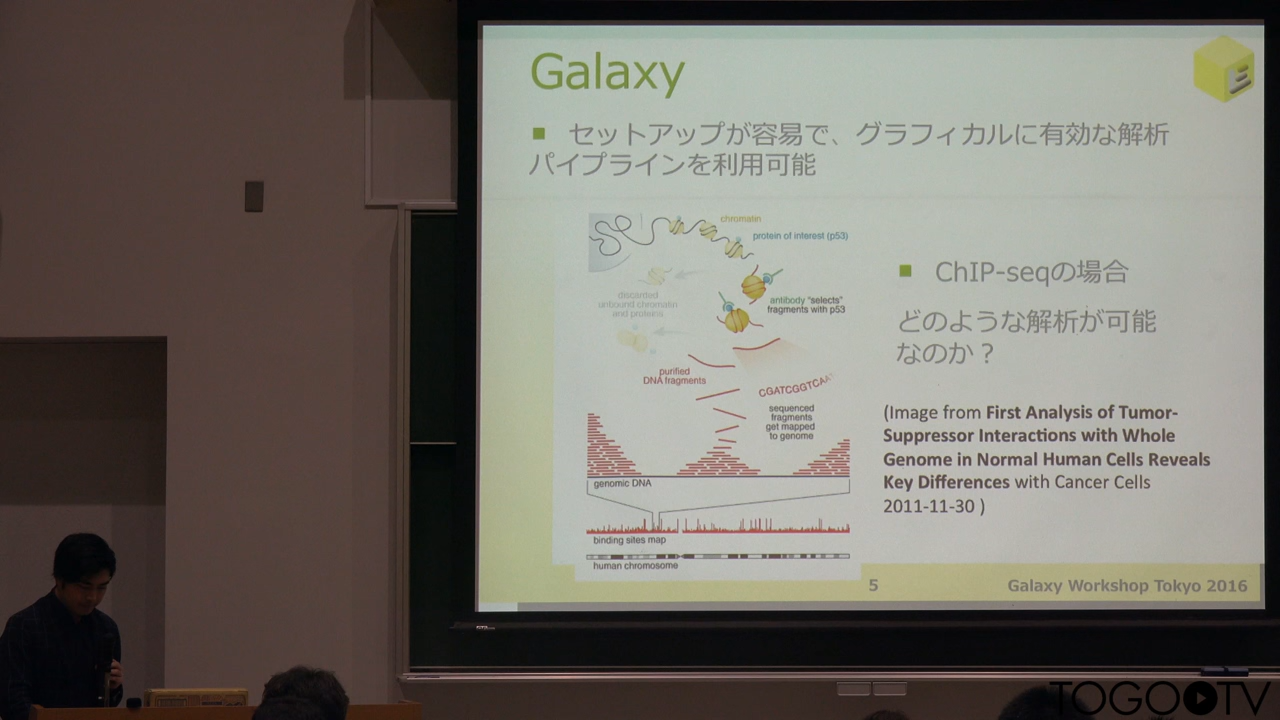 Galaxy
■ セットアップが容易で、グラフィカルに有効な解析
パイプラインを利用可能
chromatin
protein of interest (p53)
discarded
unbound chromatin
and proteins
antibody "selects"
fragments with p53
purified
DNA fragments
CGATCGGTCAAT
sequenced
fragments
get mapped
to genome
genomic DNA
binding sites map
human chromosome
■ ChIP-seqの場合
どのような解析が可能
なのか？
(Image from First Analysis of Tumor-
Suppressor Interactions with Whole
Genome in Normal Human Cells Reveals
Key Differences with Cancer Cells
2011-11-30 )
5
Galaxy Workshop Tokyo 2016
TOGOTV